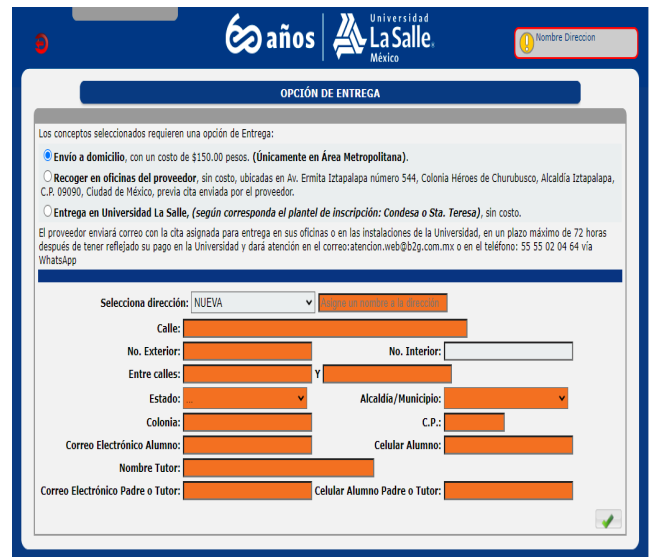 60 años
Universidad
La Salle®
México
Nombre Direccion
OPCIÓN DE ENTREGA
Los conceptos seleccionados requieren una opción de Entrega:
Envío a domicilio, con un costo de $150.00 pesos. (Únicamente en Área Metropolitana).
Recoger en oficinas del proveedor, sin costo, ubicadas en Av. Ermita Iztapalapa número 544, Colonia Héroes de Churubusco, Alcaldía Iztapalapa,
C.P. 09090, Ciudad de México, previa cita enviada por el proveedor.
Entrega en Universidad La Salle, (según corresponda el plantel de inscripción: Condesa o Sta. Teresa), sin costo.
El proveedor enviará correo con la cita asignada para entrega en sus oficinas o en las instalaciones de la Universidad, en un plazo máximo de 72 horas
después de tener reflejado su pago en la Universidad y dará atención en el correo:atencion.web@b2g.com.mx o en el teléfono: 55 55 02 04 64 vía
WhatsApp
Selecciona dirección: NUEVA Asigne un nombre a la dirección.
Calle:
No. Exterior: No. Interior:
Entre calles: Y
Estado: ... Alcaldía/Municipio:
Colonia: C.P.:
Correo Electrónico Alumno: Celular Alumno:
Nombre Tutor:
Correo Electrónico Padre o Tutor: Celular Alumno Padre o Tutor: